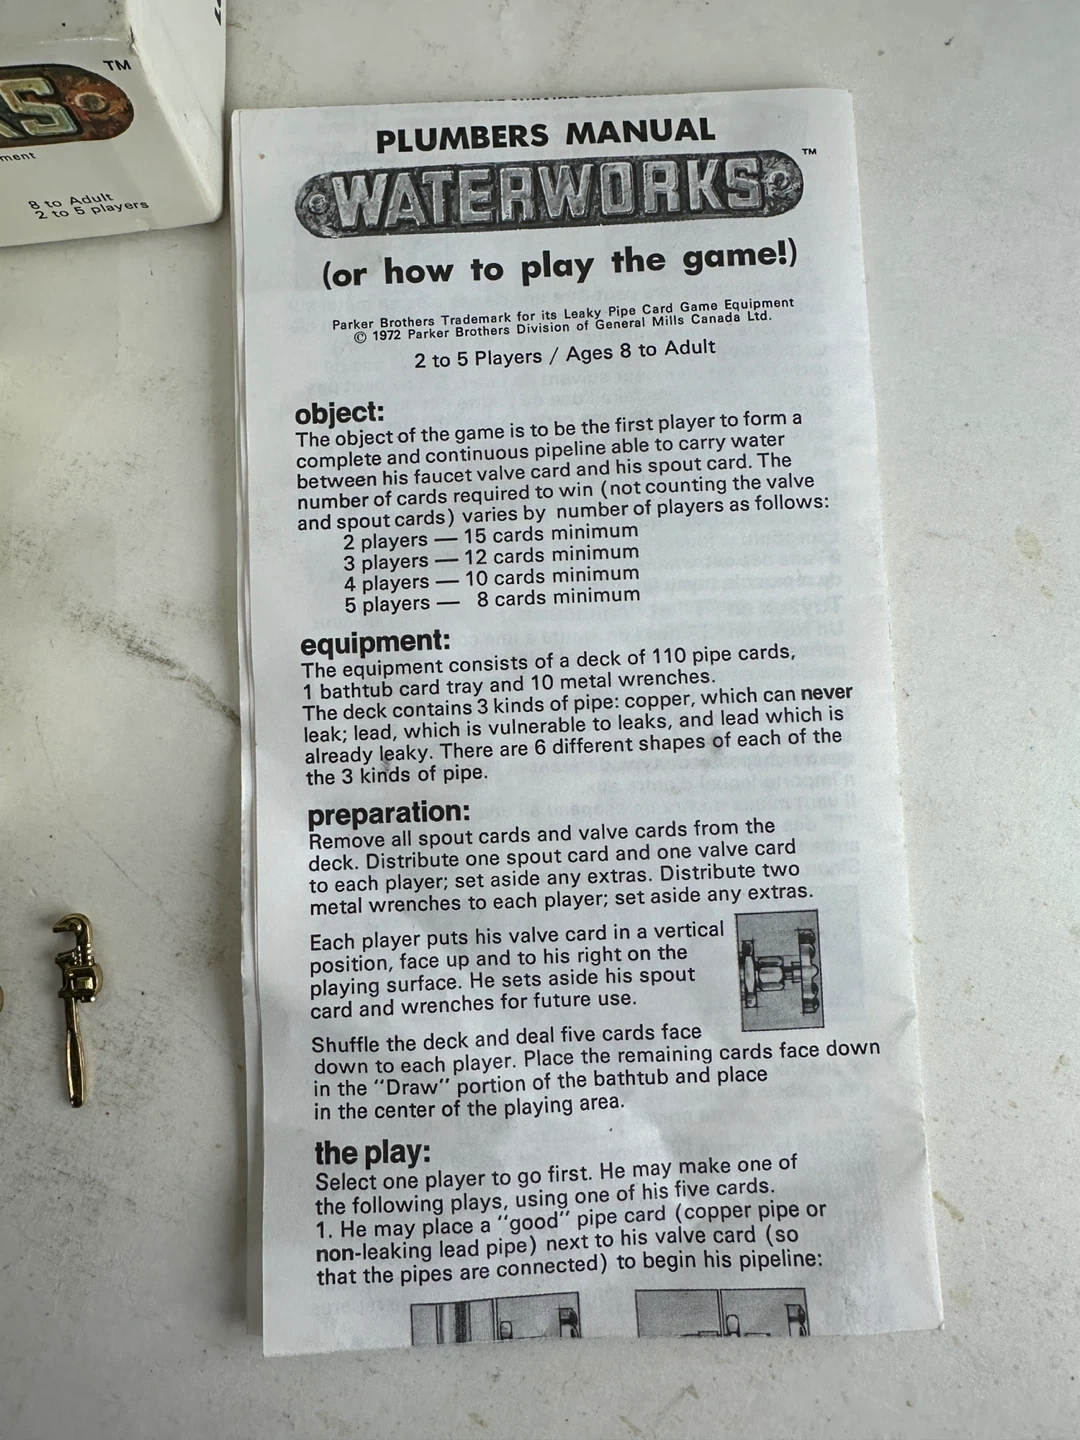 TM
KS
ment
8 to Adult
2 to 5 players
PLUMBERS MANUAL
WATERWORKS TM
(or how to play the game!)
Parker Brothers Trademark for its Leaky Pipe Card Game Equipment
© 1972 Parker Brothers Division of General Mills Canada Ltd.
2 to 5 Players / Ages 8 to Adult
object:
The object of the game is to be the first player to form a
complete and continuous pipeline able to carry water
between his faucet valve card and his spout card. The
number of cards required to win (not counting the valve
and spout cards) varies by number of players as follows:
2 players — 15 cards minimum
3 players — 12 cards minimum
4 players — 10 cards minimum
5 players — 8 cards minimum
equipment:
The equipment consists of a deck of 110 pipe cards,
1 bathtub card tray and 10 metal wrenches.
The deck contains 3 kinds of pipe: copper, which can never
leak; lead, which is vulnerable to leaks, and lead which is
already leaky. There are 6 different shapes of each of the
the 3 kinds of pipe.
preparation:
Remove all spout cards and valve cards from the
deck. Distribute one spout card and one valve card
to each player; set aside any extras. Distribute two
metal wrenches to each player; set aside any extras.
Each player puts his valve card in a vertical
position, face up and to his right on the
playing surface. He sets aside his spout
card and wrenches for future use.
Shuffle the deck and deal five cards face
down to each player. Place the remaining cards face down
in the "Draw" portion of the bathtub and place
in the center of the playing area.
the play:
Select one player to go first. He may make one of
the following plays, using one of his five cards.
1. He may place a "good" pipe card (copper pipe or
non-leaking lead pipe) next to his valve card (so
that the pipes are connected) to begin his pipeline: